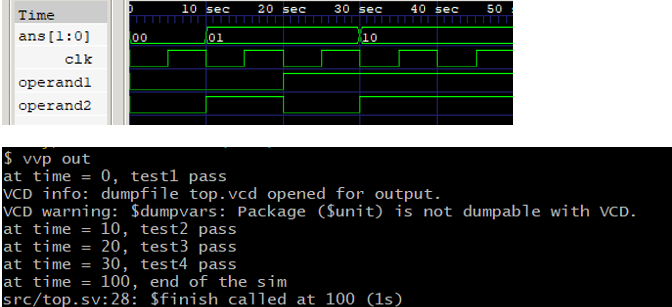 Time
0 10 sec 20 sec 30 sec 40 sec 50
ans[1:0] 00 01 10
clk
operand1
operand2
$ vvp out
at time = 0, test1 pass
VCD info: dumpfile top.vcd opened for output.
VCD warning: $dumpvars: Package ($unit) is not dumpable with VCD.
at time = 10, test2 pass
at time = 20, test3 pass
at time = 30, test4 pass
at time = 100, end of the sim
src/top.sv:28: $finish called at 100 (1s)